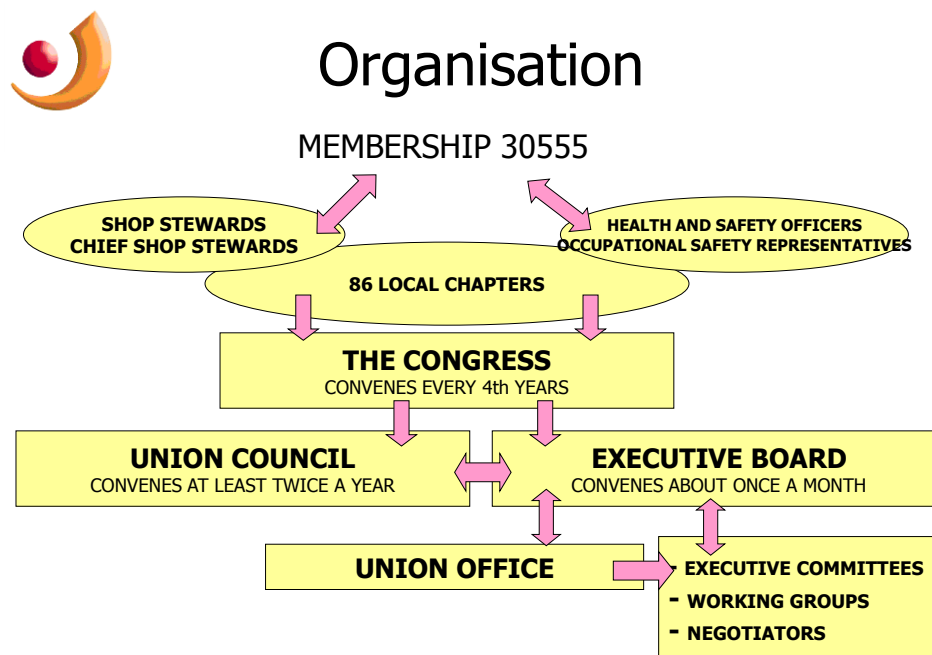 Organisation
MEMBERSHIP 30555
SHOP STEWARDS
CHIEF SHOP STEWARDS
HEALTH AND SAFETY OFFICERS
OCCUPATIONAL SAFETY REPRESENTATIVES
86 LOCAL CHAPTERS
THE CONGRESS
CONVENES EVERY 4th YEARS
UNION COUNCIL
CONVENES AT LEAST TWICE A YEAR
EXECUTIVE BOARD
CONVENES ABOUT ONCE A MONTH
UNION OFFICE
- EXECUTIVE COMMITTEES
- WORKING GROUPS
- NEGOTIATORS